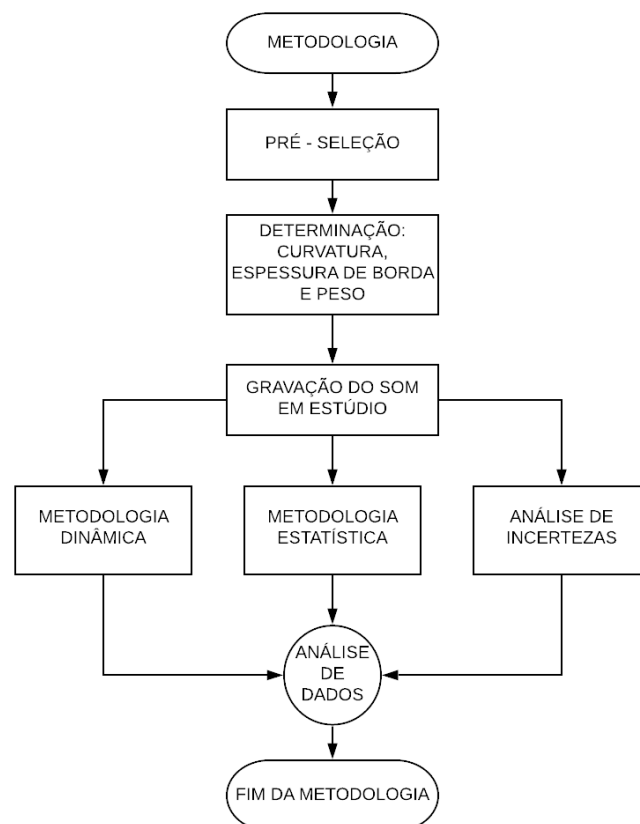 METODOLOGIA
PRÉ - SELEÇÃO
DETERMINAÇÃO:
CURVATURA,
ESPESSURA DE BORDA
E PESO
GRAVAÇÃO DO SOM
EM ESTÚDIO
METODOLOGIA
DINÂMICA
METODOLOGIA
ESTATÍSTICA
ANÁLISE DE
INCERTEZAS
ANÁLISE
DE
DADOS
FIM DA METODOLOGIA